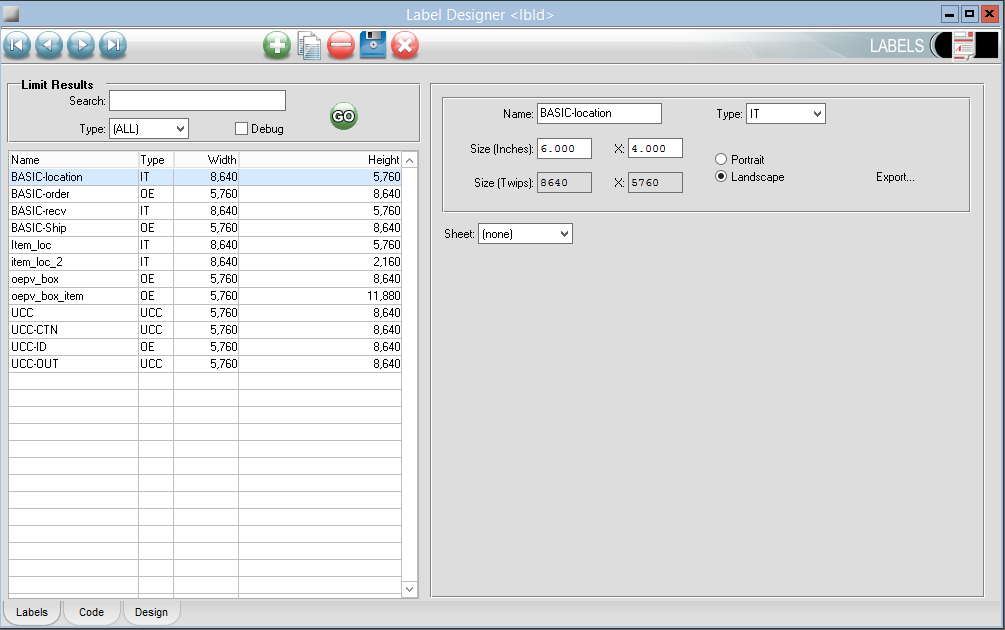 Label Designer <lbld>
LABELS
Limit Results
Search:
GO
Type: (ALL) Debug
Name Type Width Height
BASIC-location IT 8,640 5,760
BASIC-order OE 5,760 8,640
BASIC-recv IT 8,640 5,760
BASIC-Ship OE 5,760 8,640
Item_loc IT 8,640 5,760
item_loc_2 IT 8,640 2,160
oepv_box OE 5,760 8,640
oepv_box_item OE 5,760 11,880
UCC UCC 5,760 8,640
UCC-CTN UCC 5,760 8,640
UCC-ID OE 5,760 8,640
UCC-OUT UCC 5,760 8,640
Name: BASIC-location Type: IT
Size (Inches): 6.000 X: 4.000
Portrait
Size (Twips): 8640 X: 5760
Landscape Export...
Sheet: (none)
Labels Code Design